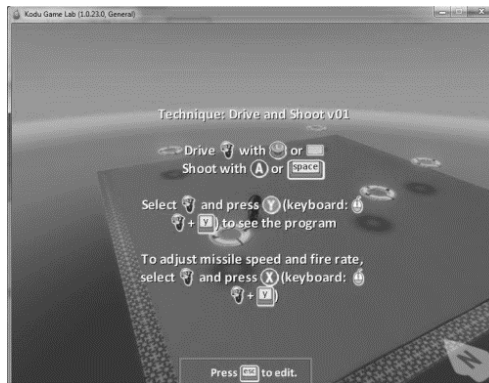 Kodu Game Lab (1.0.23.0, General)
Technique: Drive and Shoot v01
Drive with or
Shoot with A or space
Select and press Y (keyboard:
+ Y) to see the program
To adjust missile speed and fire rate,
select and press X (keyboard:
+ Y)
Press esc to edit.
N